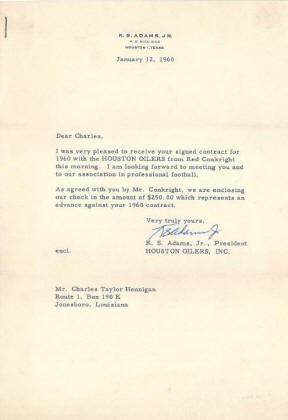 K. S. ADAMS, JR.
HOUSTON 1, TEXAS
January 12, 1960
Dear Charles,
I was very pleased to receive your signed contract for
1960 with the HOUSTON OILERS from Red Conkright
this morning. I am looking forward to meeting you and
to our association in professional football.
As agreed with you by Mr. Conkright, we are enclosing
our check in the amount of $250.00 which represents an
advance against your 1960 contract.
Very truly yours,
KSAdams Jr
K. S. Adams, Jr., President
encl. HOUSTON OILERS, INC.
Mr. Charles Taylor Hennigan
Route 1, Box 190 K
Jonesboro, Louisiana